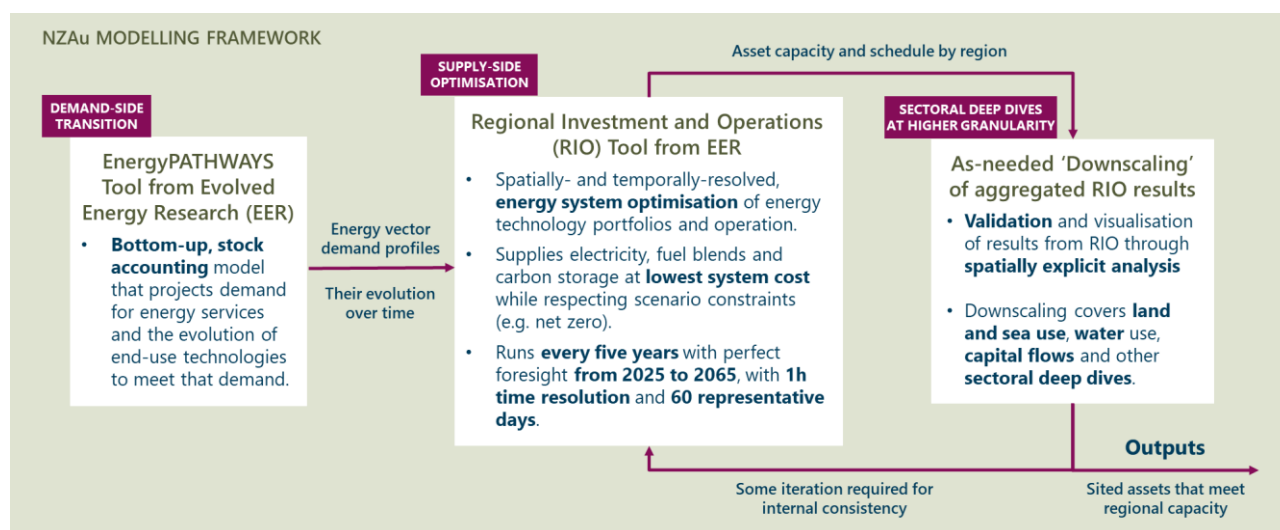 NZAu MODELLING FRAMEWORK
DEMAND-SIDE
TRANSITION
EnergyPATHWAYS
Tool from Evolved
Energy Research (EER)
• Bottom-up, stock
accounting model
that projects demand
for energy services
and the evolution of
end-use technologies
to meet that demand.
Energy vector
demand profiles
Their evolution
over time
SUPPLY-SIDE
OPTIMISATION
Regional Investment and Operations
(RIO) Tool from EER
• Spatially- and temporally-resolved,
energy system optimisation of energy
technology portfolios and operation.
• Supplies electricity, fuel blends and
carbon storage at lowest system cost
while respecting scenario constraints
(e.g. net zero).
• Runs every five years with perfect
foresight from 2025 to 2065, with 1h
time resolution and 60 representative
days.
Asset capacity and schedule by region
SECTORAL DEEP DIVES
AT HIGHER GRANULARITY
As-needed ‘Downscaling’
of aggregated RIO results
• Validation and visualisation
of results from RIO through
spatially explicit analysis
• Downscaling covers land
and sea use, water use,
capital flows and other
sectoral deep dives.
Some iteration required for
internal consistency
Outputs
Sited assets that meet
regional capacity